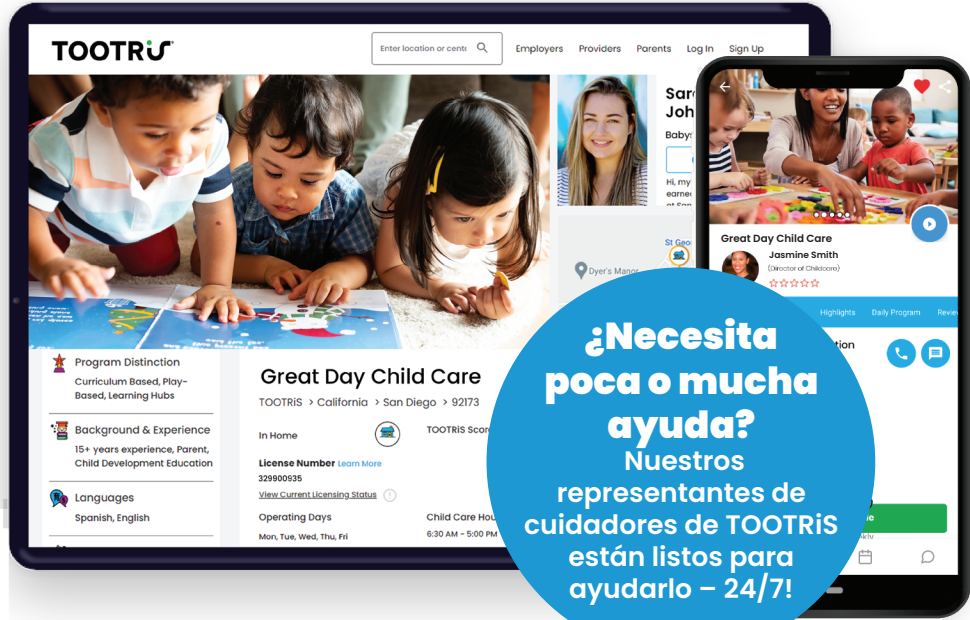 TOOTRiS
Enter location or cente
Employers Providers Parents Log In Sign Up
Program Distinction
Curriculum Based, Play-
Based, Learning Hubs
Background & Experience
15+ years experience, Parent,
Child Development Education
Languages
Spanish, English
Great Day Child Care
TOOTRiS > California > San Diego > 92173
In Home
TOOTRiS Scor
License Number Learn More
329900935
View Current Licensing Status
Operating Days
Mon, Tue, Wed, Thu, Fri
Child Care Hou
6:30 AM - 5:00 PM
Sar
Joh
Baby
Hi, my
earne
St Geo
Dyer's Manor
Great Day Child Care
Jasmine Smith
(Director of Childcare)
Highlights Daily Program Revie
tion
¿Necesita
poca o mucha
ayuda?
Nuestros
representantes de
cuidadores de TOOTRiS
están listos para
ayudarlo – 24/7!